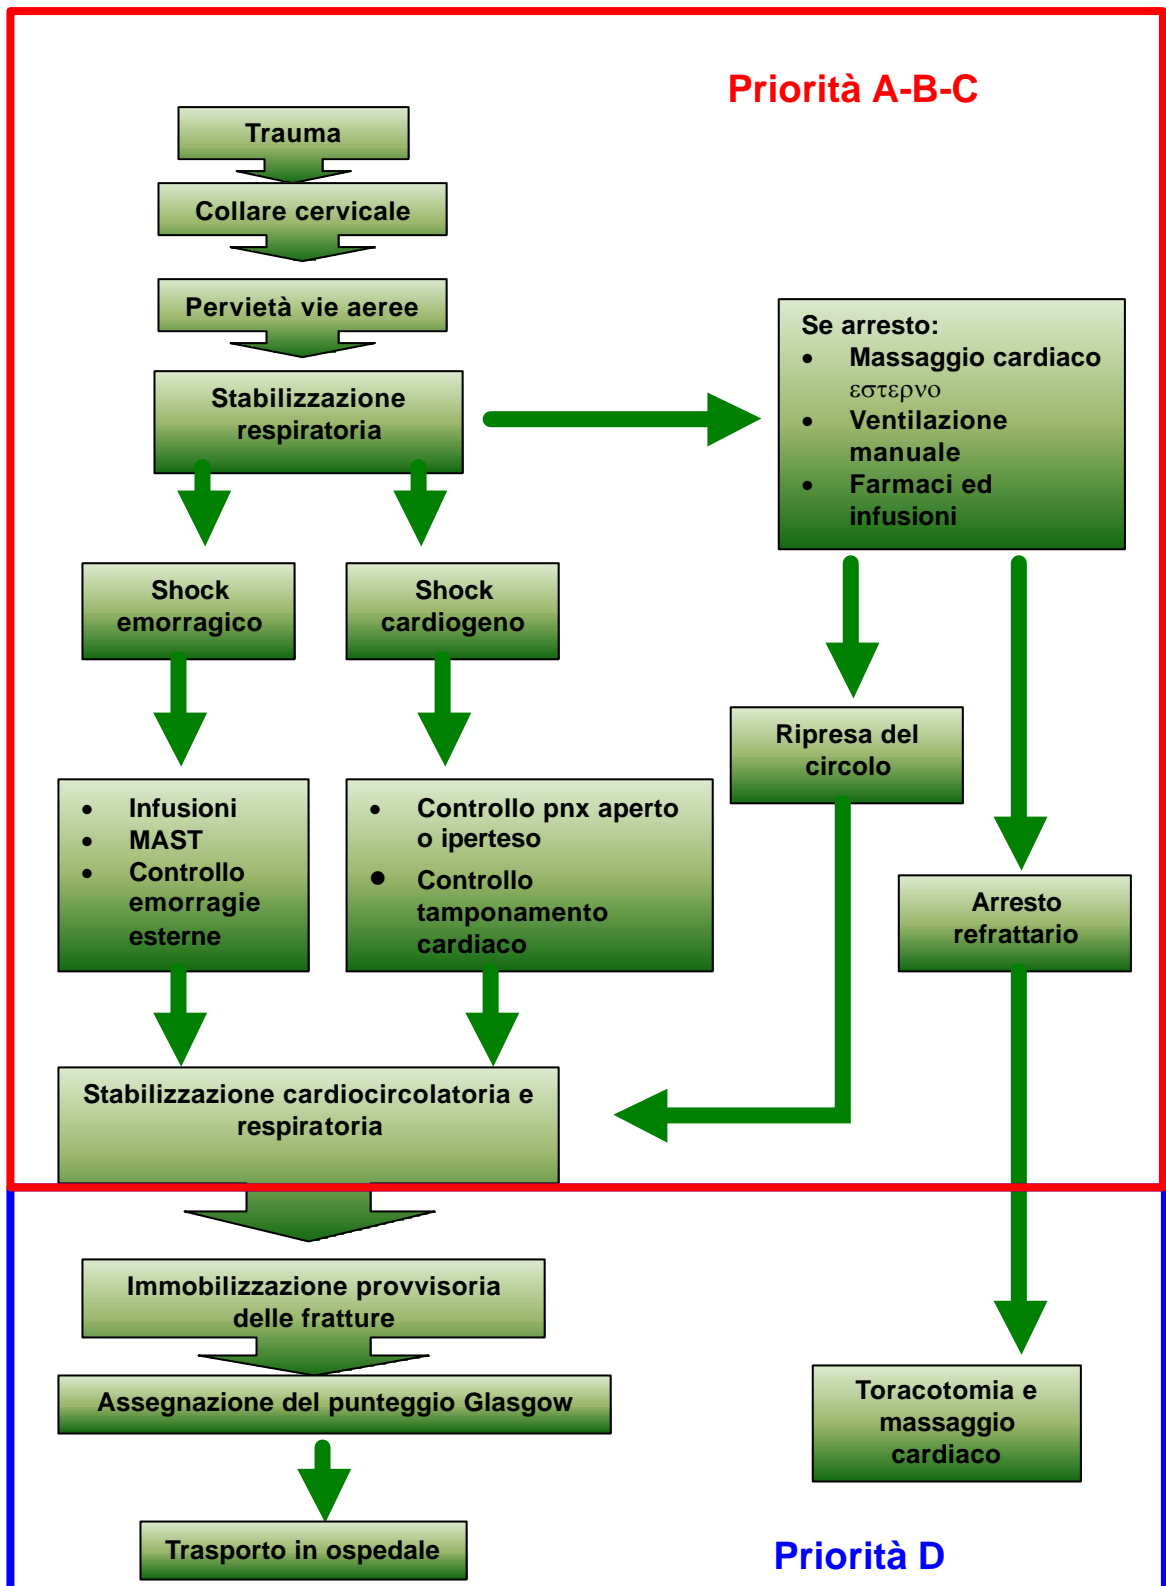 Priorità A-B-C
Trauma
Collare cervicale
Pervietà vie aeree
Stabilizzazione
respiratoria
Se arresto:
• Massaggio cardiaco
εστερνο
• Ventilazione
manuale
• Farmaci ed
infusioni
Shock
emorragico
Shock
cardiogeno
Ripresa del
circolo
• Infusioni
• MAST
• Controllo
emorragie
esterne
• Controllo pnx aperto
o iperteso
• Controllo
tamponamento
cardiaco
Arresto
refrattario
Stabilizzazione cardiocircolatoria e
respiratoria
Immobilizzazione provvisoria
delle fratture
Assegnazione del punteggio Glasgow
Toracotomia e
massaggio
cardiaco
Trasporto in ospedale
Priorità D